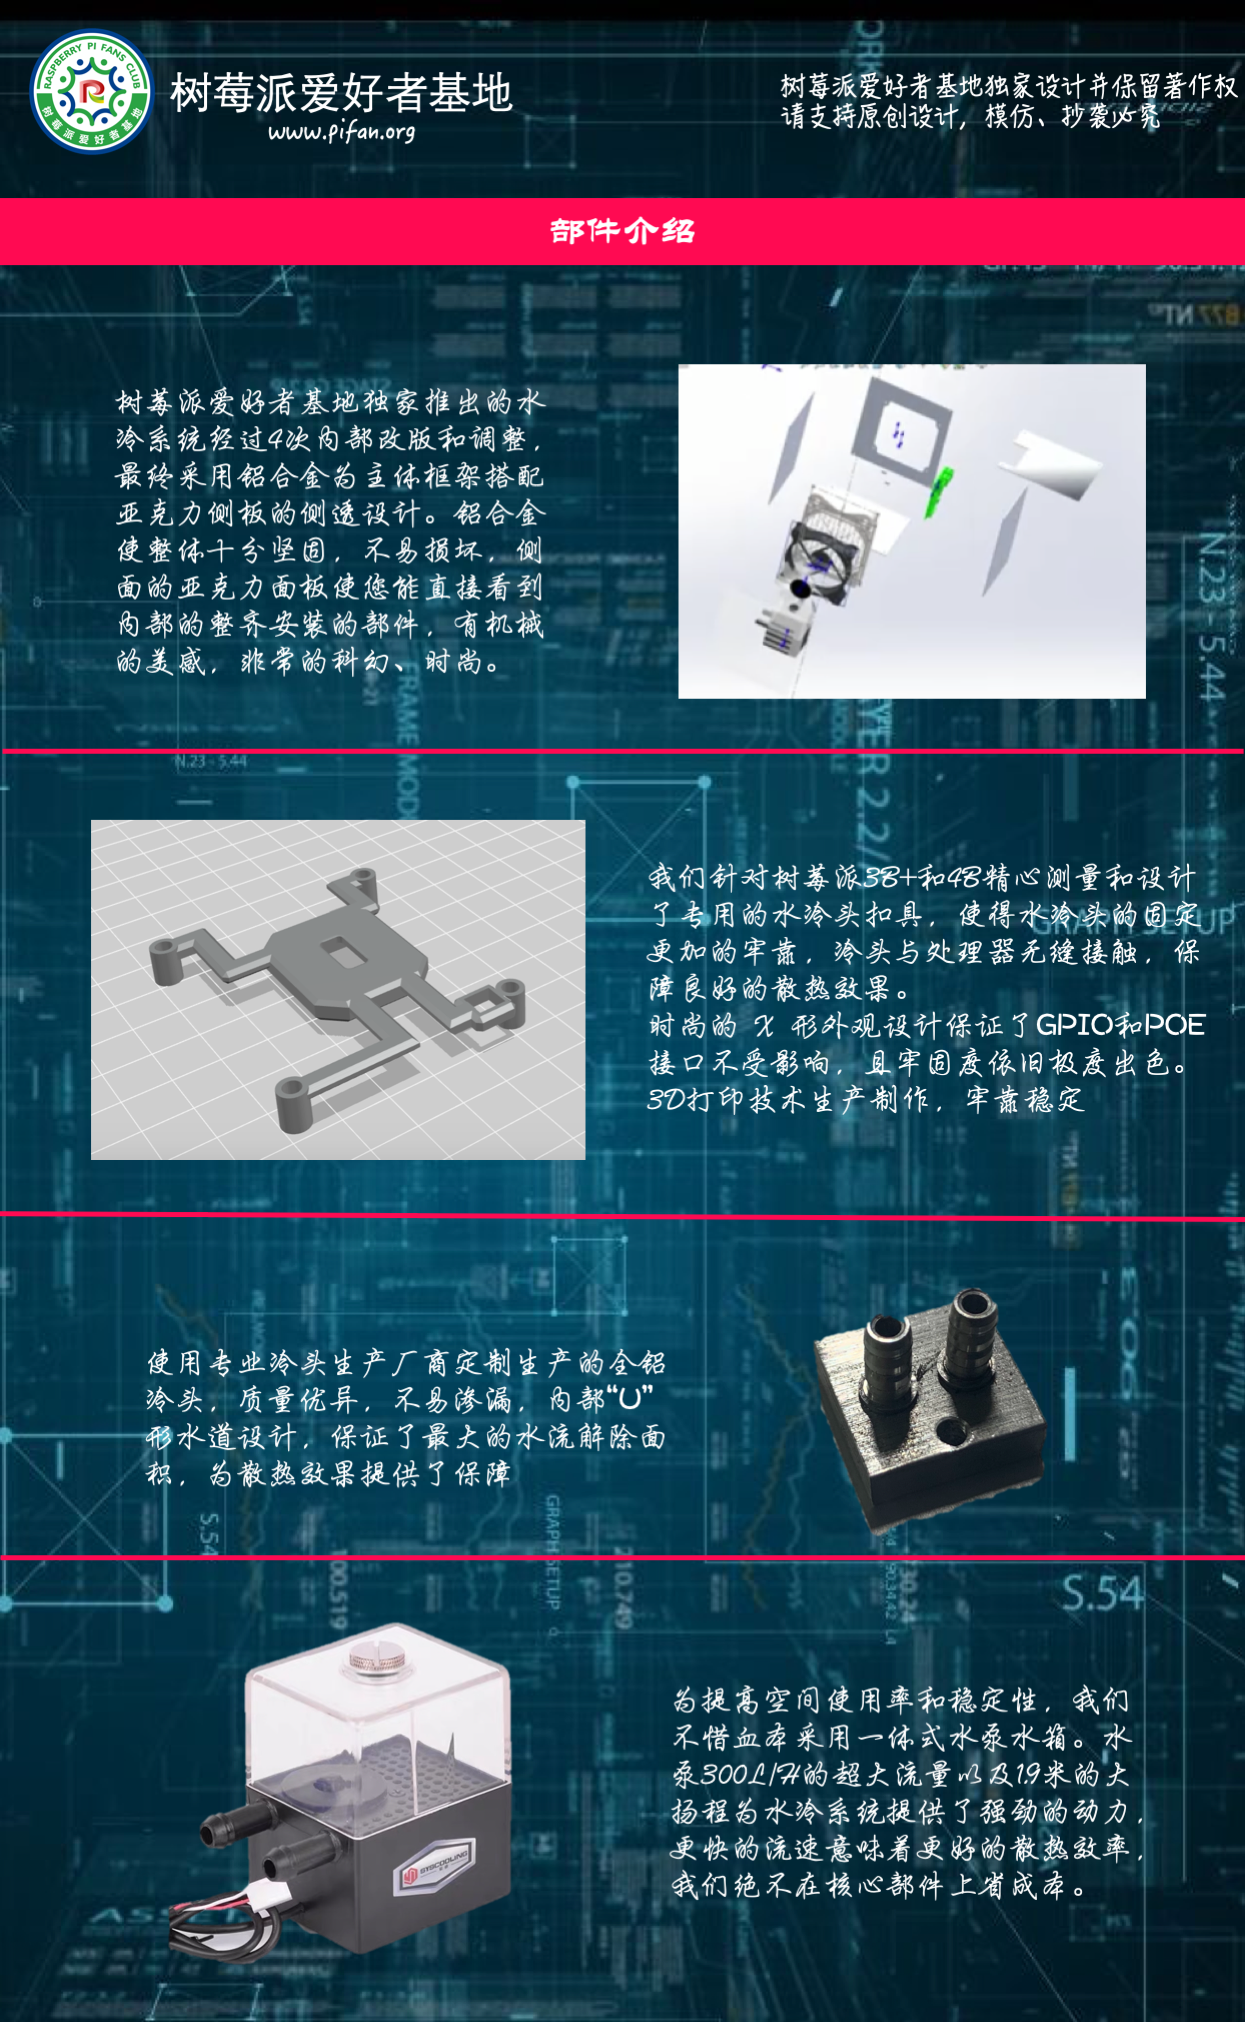 RASPBERRY PI FANS CLUB
树莓派爱好者基地
树莓派爱好者基地
www.pifan.org
树莓派爱好者基地独家设计并保留著作权
请支持原创设计，模仿、抄袭必究
部件介绍
树莓派爱好者基地独家推出的水
冷系统经过4次内部改版和调整，
最终采用铝合金为主体框架搭配
亚克力侧板的侧透设计。铝合金
使整体十分坚固，不易损坏，侧
面的亚克力面板使您能直接看到
内部的整齐安装的部件，有机械
的美感，非常的科幻、时尚。
N.23 - 5.44
N.23 - 5.44
我们针对树莓派3B+和4B精心测量和设计
了专用的水冷头扣具，使得水冷头的固定
更加的牢靠，冷头与处理器无缝接触，保
障良好的散热效果。
时尚的 X 形外观设计保证了GPIO和POE
接口不受影响，且牢固度依旧极度出色。
3D打印技术生产制作，牢靠稳定
GRAPH SETUP
使用专业冷头生产厂商定制生产的全铝
冷头，质量优异，不易渗漏，内部“U”
形水道设计，保证了最大的水流解除面
积，为散热效果提供了保障
S.54
GRAPH SETUP
100.519
210.749
S.54
为提高空间使用率和稳定性，我们
不惜血本采用一体式水泵水箱。水
泵300L/H的超大流量以及1.9米的大
扬程为水冷系统提供了强劲的动力，
更快的流速意味着更好的散热效率，
我们绝不在核心部件上省成本。
SYSCOOLING